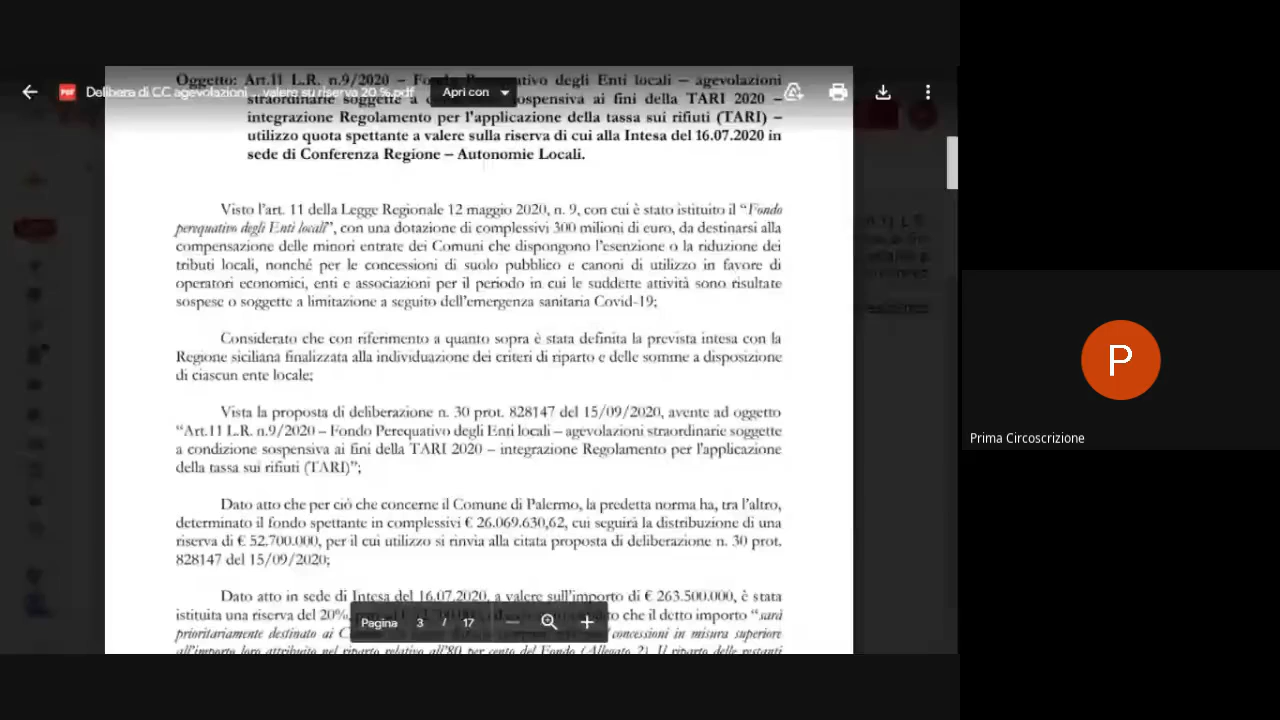 Oggetto: Art.11 L.R. n.9/2020 – Fondo Perequativo degli Enti locali – agevolazioni
Delibera di CC agevolazioni ... valere su riserva 20 %.pdf
Apri con
straordinarie soggette a sospensiva ai fini della TARI 2020 –
integrazione Regolamento per l'applicazione della tassa sui rifiuti (TARI) –
utilizzo quota spettante a valere sulla riserva di cui alla Intesa del 16.07.2020 in
sede di Conferenza Regione – Autonomie Locali.
Visto l'art. 11 della Legge Regionale 12 maggio 2020, n. 9, con cui è stato istituito il "Fondo
perequativo degli Enti locali", con una dotazione di complessivi 300 milioni di euro, da destinarsi alla
compensazione delle minori entrate dei Comuni che dispongono l'esenzione o la riduzione dei
tributi locali, nonché per le concessioni di suolo pubblico e canoni di utilizzo in favore di
operatori economici, enti e associazioni per il periodo in cui le suddette attività sono risultate
sospese o soggette a limitazione a seguito dell'emergenza sanitaria Covid-19;
Considerato che con riferimento a quanto sopra è stata definita la prevista intesa con la
Regione siciliana finalizzata alla individuazione dei criteri di riparto e delle somme a disposizione
di ciascun ente locale;
Vista la proposta di deliberazione n. 30 prot. 828147 del 15/09/2020, avente ad oggetto
"Art.11 L.R. n.9/2020 – Fondo Perequativo degli Enti locali – agevolazioni straordinarie soggette
a condizione sospensiva ai fini della TARI 2020 – integrazione Regolamento per l'applicazione
della tassa sui rifiuti (TARI)";
Dato atto che per ciò che concerne il Comune di Palermo, la predetta norma ha, tra l'altro,
determinato il fondo spettante in complessivi € 26.069.630,62, cui seguirà la distribuzione di una
riserva di € 52.700.000, per il cui utilizzo si rinvia alla citata proposta di deliberazione n. 30 prot.
828147 del 15/09/2020;
Dato atto in sede di Intesa del 16.07.2020, a valere sull'importo di € 263.500.000, è stata
istituita una riserva del 20%, che il detto importo "sarà
Pagina 3 / 17
prioritariamente destinato ai concessioni in misura superiore
all'importo loro attribuito nel riparto relativo all'80 per cento del Fondo (Allegato 2). Il riparto delle restanti
P
Prima Circoscrizione